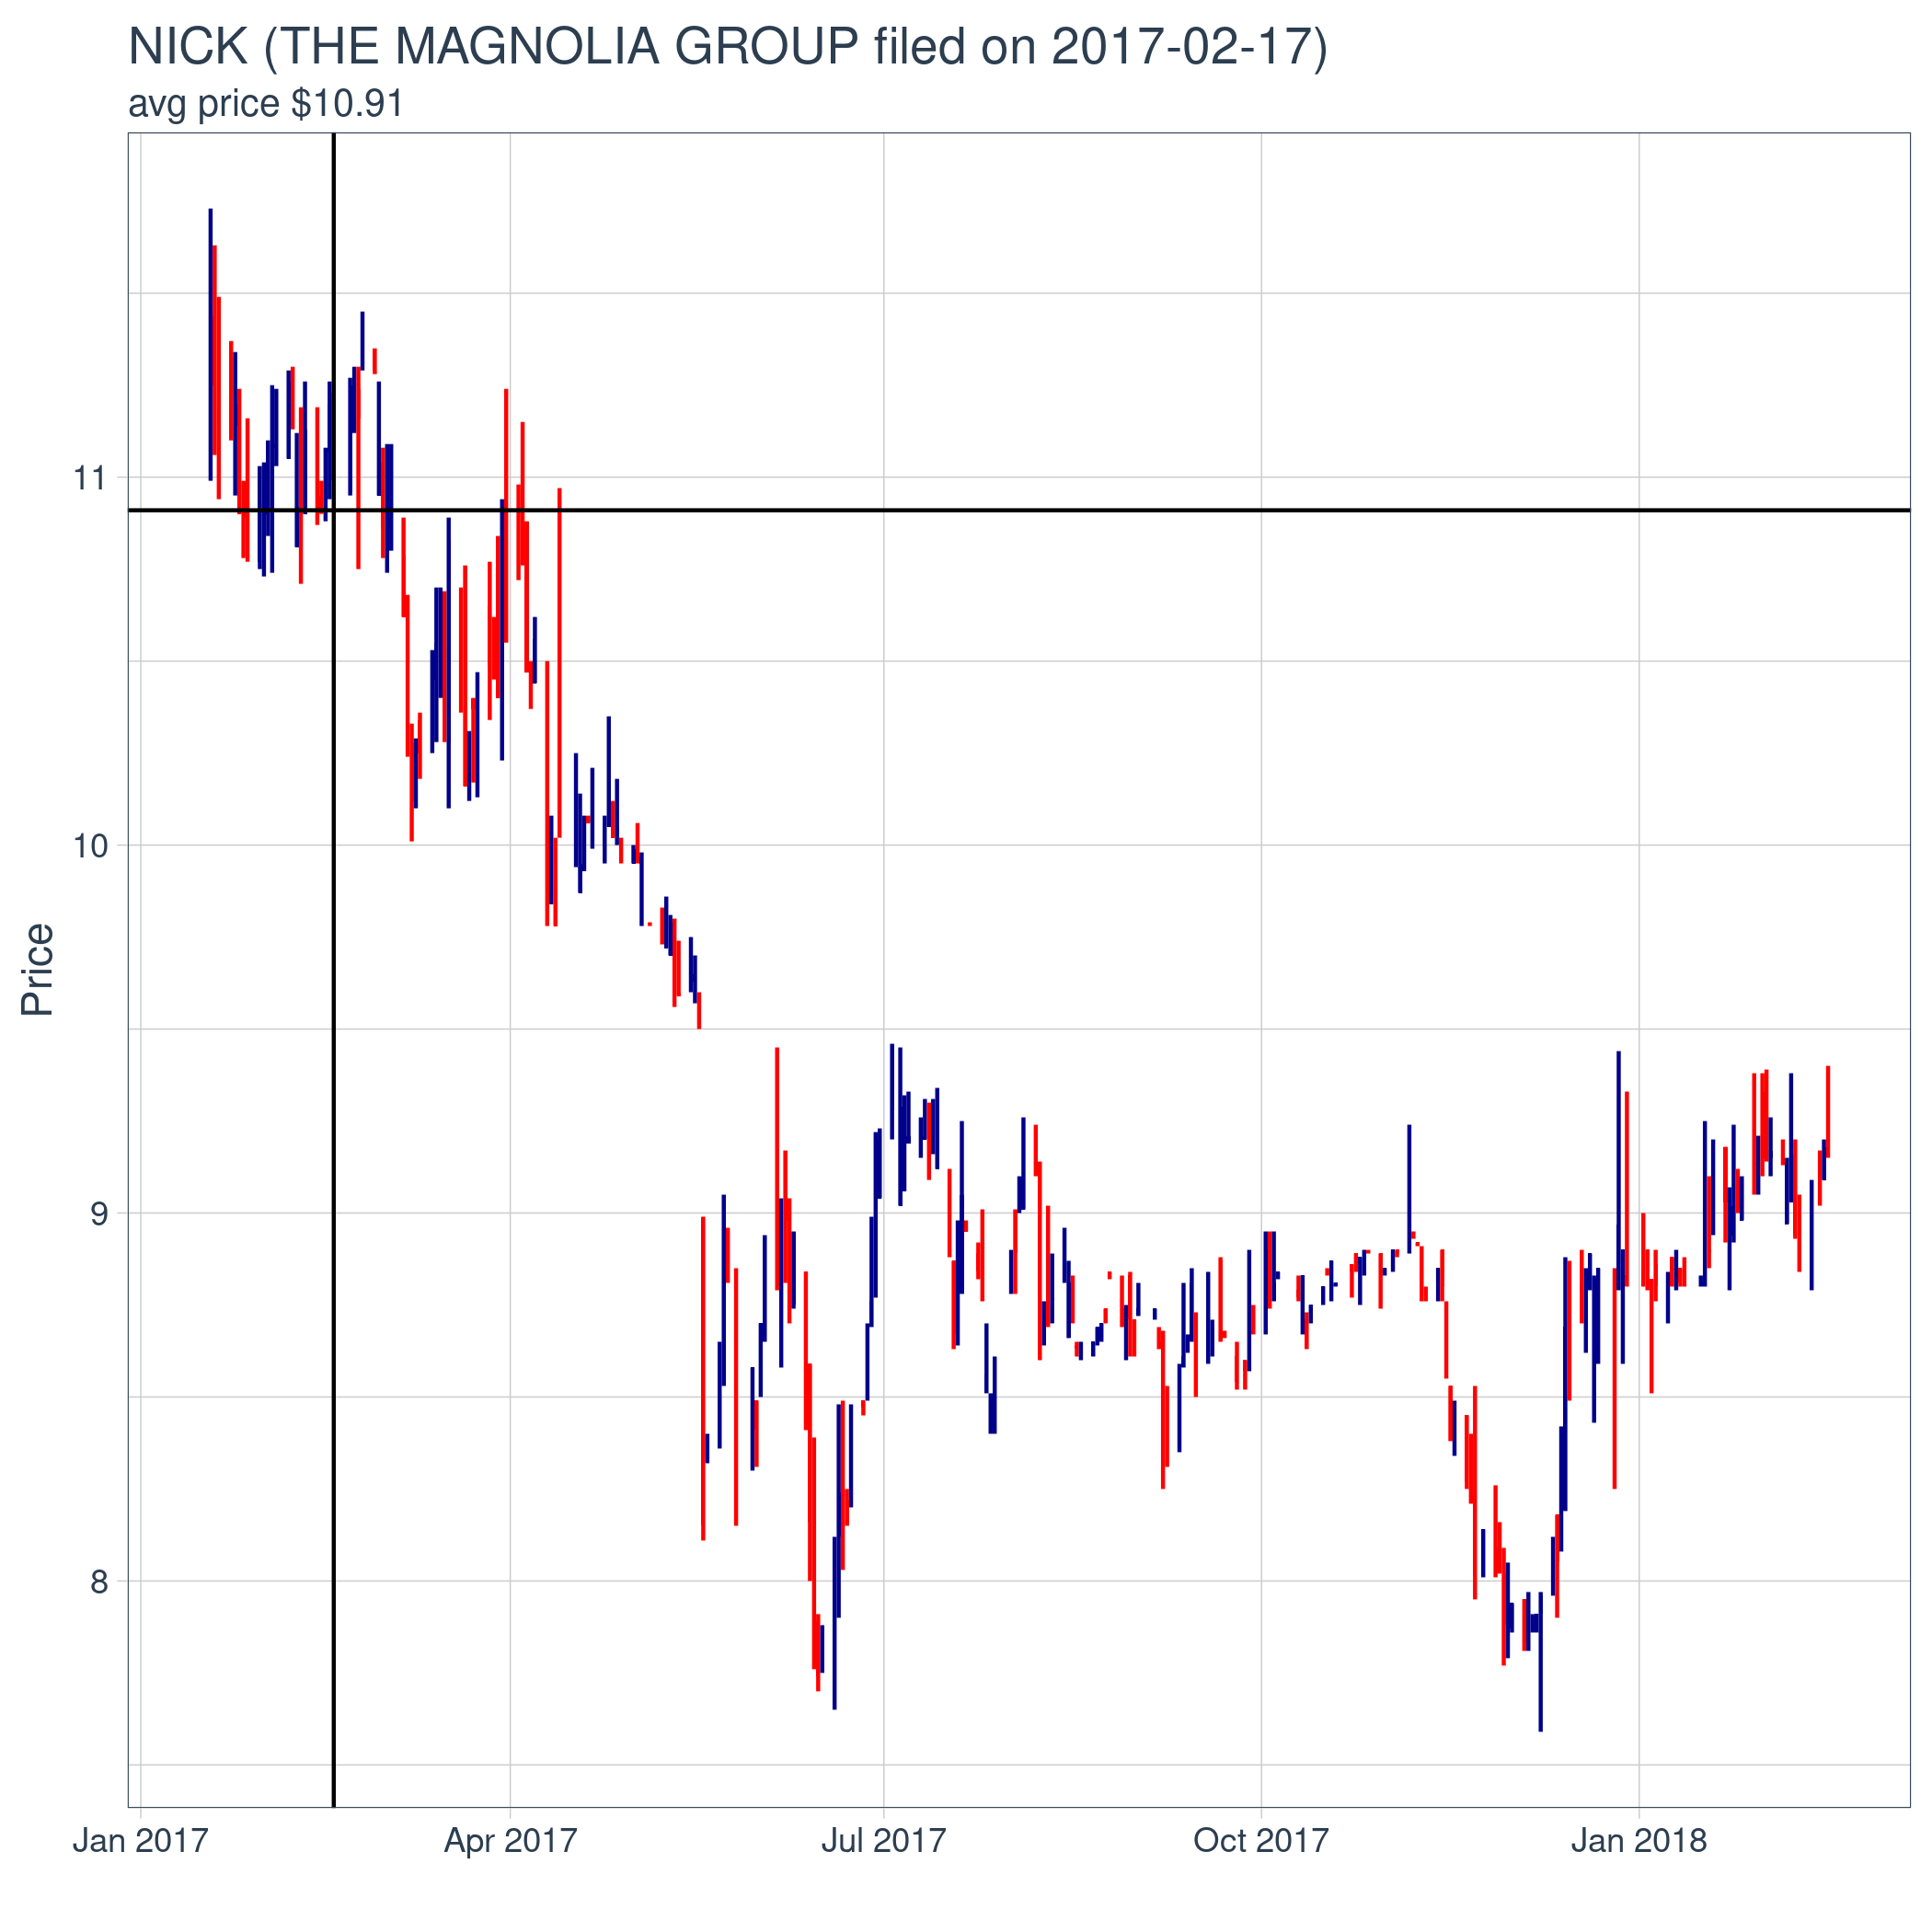 NICK (THE MAGNOLIA GROUP filed on 2017-02-17)
avg price $10.91
11
10
9
8
Price
Jan 2017 Apr 2017 Jul 2017 Oct 2017 Jan 2018